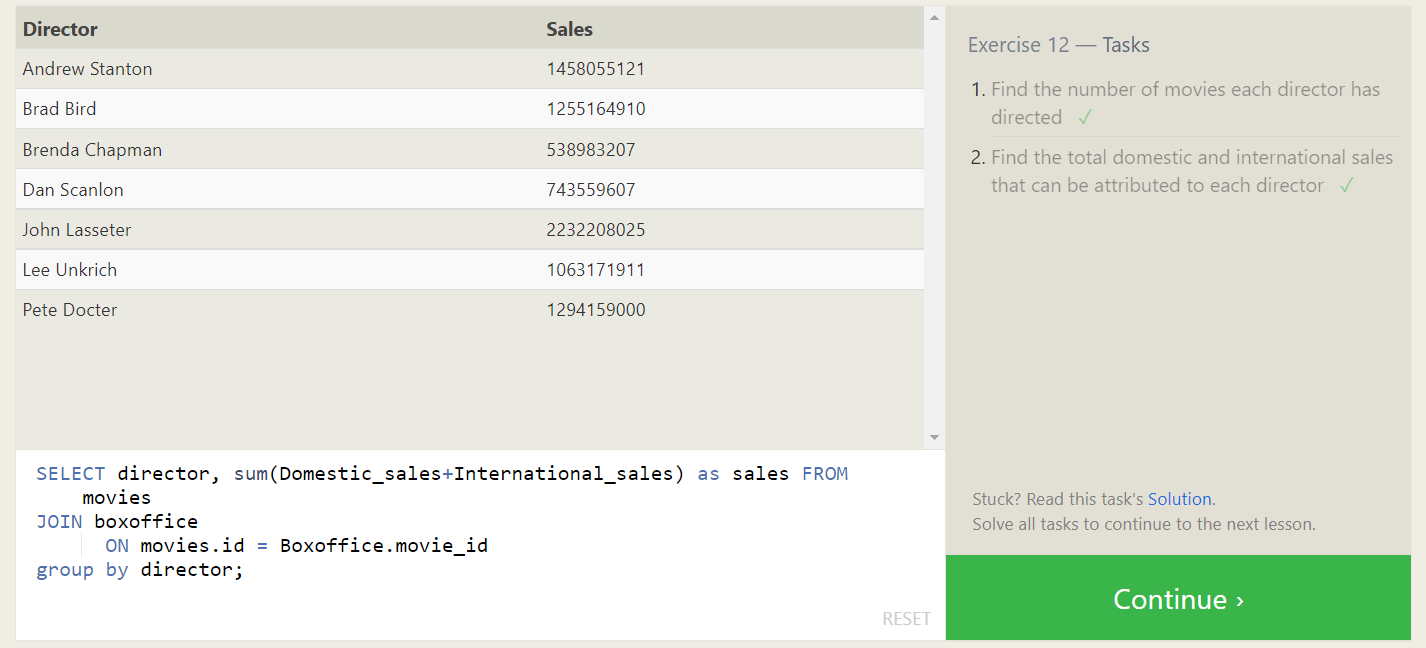 Director Sales
Andrew Stanton 1458055121
Brad Bird 1255164910
Brenda Chapman 538983207
Dan Scanlon 743559607
John Lasseter 2232208025
Lee Unkrich 1063171911
Pete Docter 1294159000
SELECT director, sum(Domestic_sales+International_sales) as sales FROM
movies
JOIN boxoffice
ON movies.id = Boxoffice.movie_id
group by director;
RESET
Exercise 12 — Tasks
1. Find the number of movies each director has
directed ✓
2. Find the total domestic and international sales
that can be attributed to each director ✓
Stuck? Read this task's Solution.
Solve all tasks to continue to the next lesson.
Continue ›